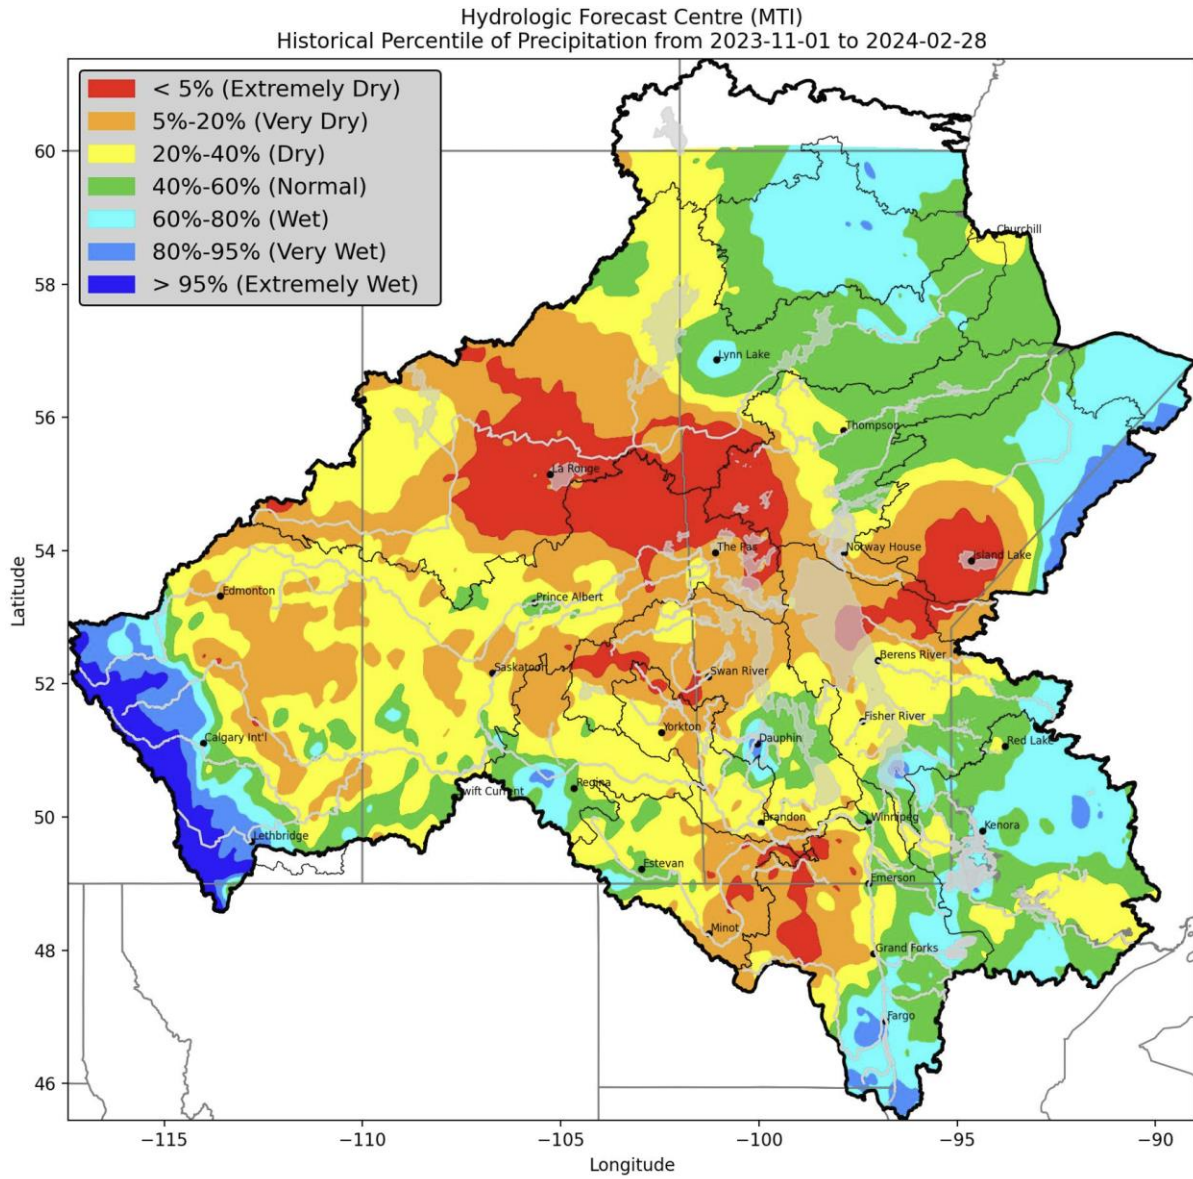 Hydrologic Forecast Centre (MTI)
Historical Percentile of Precipitation from 2023-11-01 to 2024-02-28
< 5% (Extremely Dry)
5%-20% (Very Dry)
20%-40% (Dry)
40%-60% (Normal)
60%-80% (Wet)
80%-95% (Very Wet)
> 95% (Extremely Wet)
60
Churchill
58
Lynn Lake
56
Thompson
La Ronge
54
The Pas
Norway House
Island Lake
Edmonton
Prince Albert
Berens River
Saskatoon
Swan River
52
Fisher River
Yorkton
Calgary Int'l
Dauphin
Red Lake
Regina
Swift Current
50
Brandon
Winnipeg
Kenora
Lethbridge
Estevan
Emerson
Minot
48
Grand Forks
Fargo
46
Latitude
−115
−110
−105
−100
−95
−90
Longitude